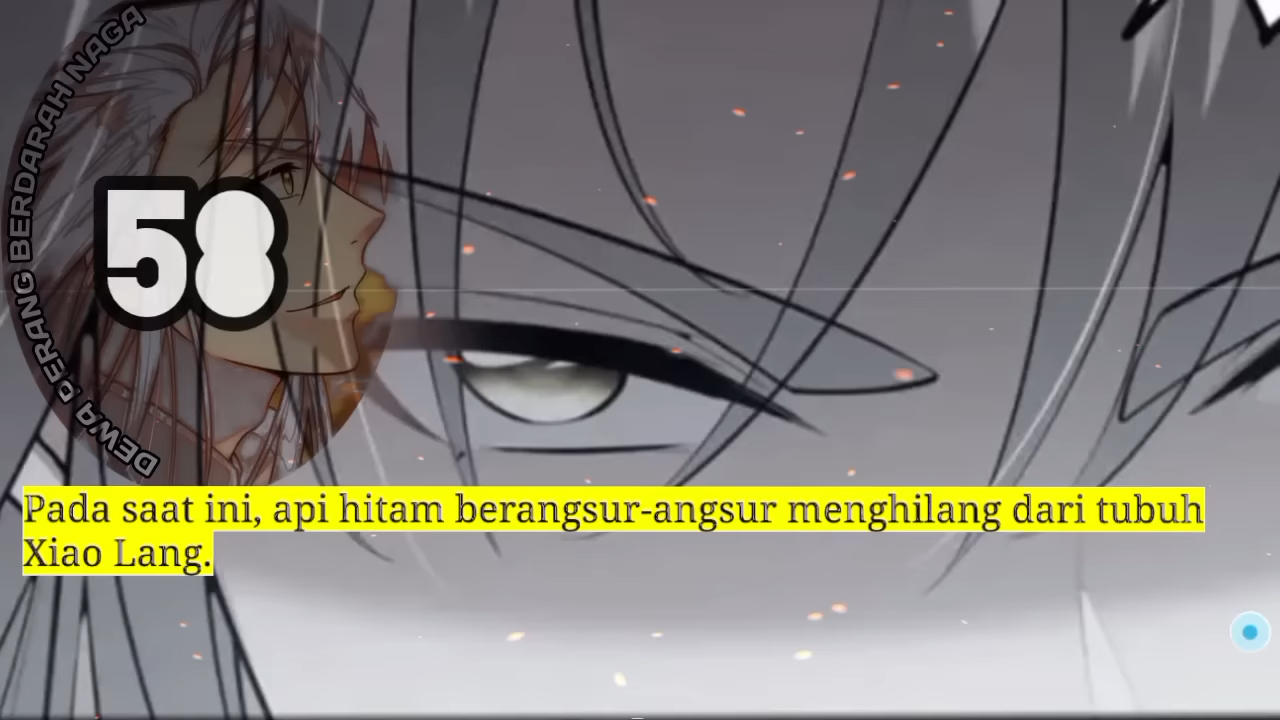 DEWA PERANG BERDARAH NAGA
58
Pada saat ini, api hitam berangsur-angsur menghilang dari tubuh
Xiao Lang.